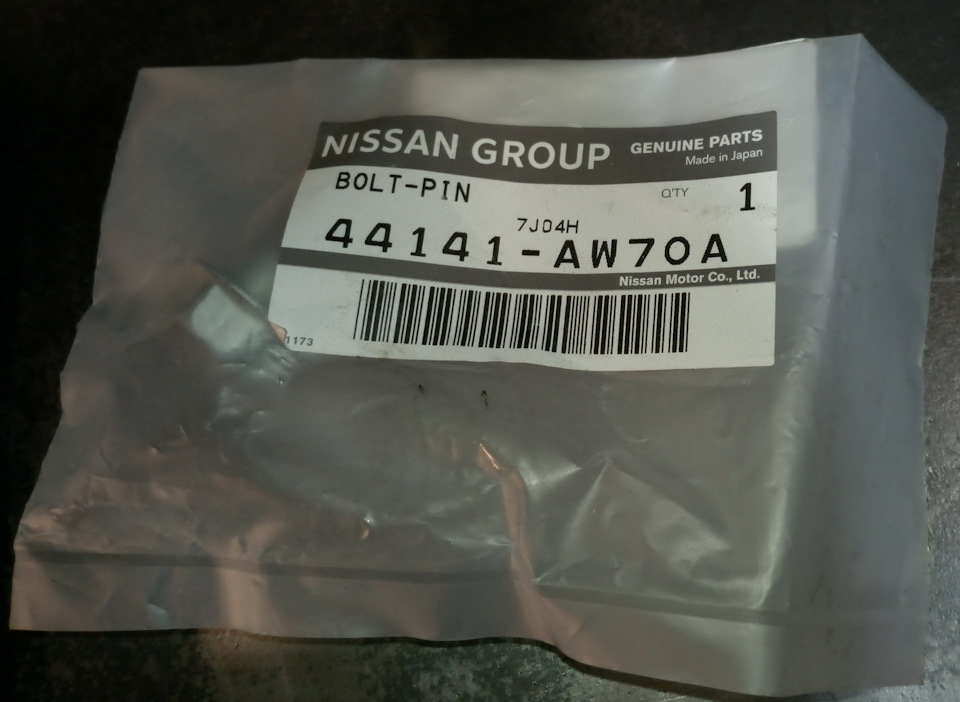 NISSAN GROUP GENUINE PARTS
Made in Japan
BOLT-PIN Q'TY 1
7J04H
44141-AW70A
Nissan Motor Co., Ltd.
1173